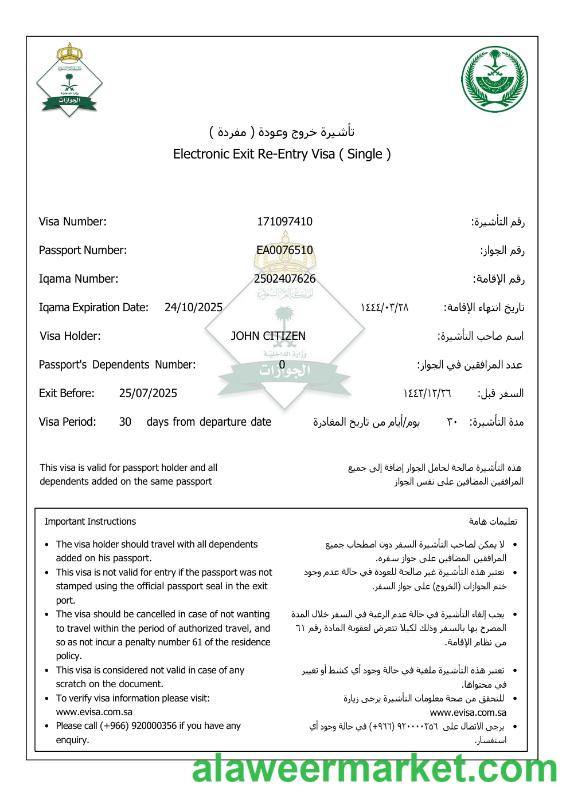 الجوازات
تأشيرة خروج وعودة ( مفردة )
Electronic Exit Re-Entry Visa ( Single )
Visa Number: 171097410 رقم التأشيرة:
Passport Number: EA0076510 رقم الجواز:
Iqama Number: 2502407626 رقم الإقامة:
Iqama Expiration Date: 24/10/2025 ١٤٤٤/٠٣/٢٨ تاريخ انتهاء الإقامة:
Visa Holder: JOHN CITIZEN اسم صاحب التأشيرة:
وزارة الداخلية
Passport's Dependents Number: 0 عدد المرافقين في الجواز:
الجوازات
Exit Before: 25/07/2025 ١٤٤٣/١٢/٢٦ السفر قبل:
Visa Period: 30 days from departure date يوم/أيام من تاريخ المغادرة ٣٠ مدة التأشيرة:
This visa is valid for passport holder and all
dependents added on the same passport
هذه التأشيرة صالحة لحامل الجواز إضافة إلى جميع
المرافقين المضافين على نفس الجواز
Important Instructions
• The visa holder should travel with all dependents
added on his passport.
• This visa is not valid for entry if the passport was not
stamped using the official passport seal in the exit
port.
• The visa should be cancelled in case of not wanting
to travel within the period of authorized travel, and
so as not incur a penalty number 61 of the residence
policy.
• This visa is considered not valid in case of any
scratch on the document.
• To verify visa information please visit:
www.evisa.com.sa
• Please call (+966) 920000356 if you have any
enquiry.
تعليمات هامة
• لا يمكن لصاحب التأشيرة السفر دون اصطحاب جميع
المرافقين المضافين على جواز سفره.
• تعتبر هذه التأشيرة غير صالحة للعودة في حالة عدم وجود
ختم الجوازات (الخروج) على جواز السفر.
• يجب إلغاء التأشيرة في حالة عدم الرغبة في السفر خلال المدة
المصرح بها بالسفر وذلك لكيلا تتعرض لعقوبة المادة رقم ٦١
من نظام الإقامة.
• تعتبر هذه التأشيرة ملغية في حالة وجود أي كشط أو تغيير
في محتواها.
• للتحقق من صحة معلومات التأشيرة يرجى زيارة
www.evisa.com.sa
• يرجى الاتصال على ٩٢٠٠٠٠٣٥٦ (٩٦٦+) في حالة وجود أي
استفسار.
alaweermarket.com